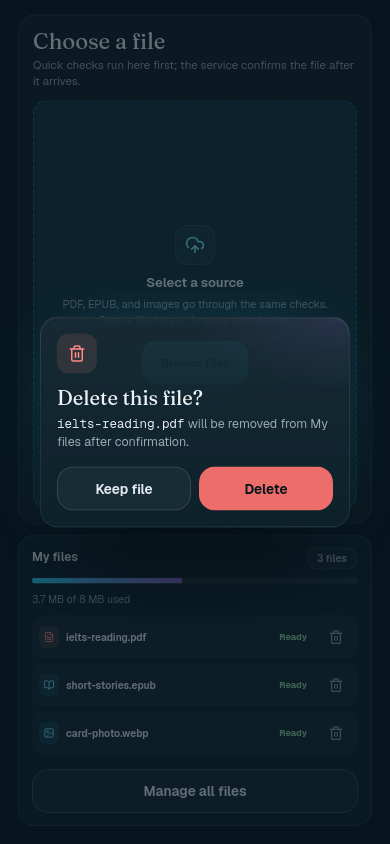 Choose a file
Quick checks run here first; the service confirms the file after
it arrives.
Select a source
PDF, EPUB, and images go through the same checks.
Browse files
Delete this file?
ielts-reading.pdf will be removed from My
files after confirmation.
Keep file
Delete
My files
3 files
3.7 MB of 8 MB used
ielts-reading.pdf
Ready
short-stories.epub
Ready
card-photo.webp
Ready
Manage all files